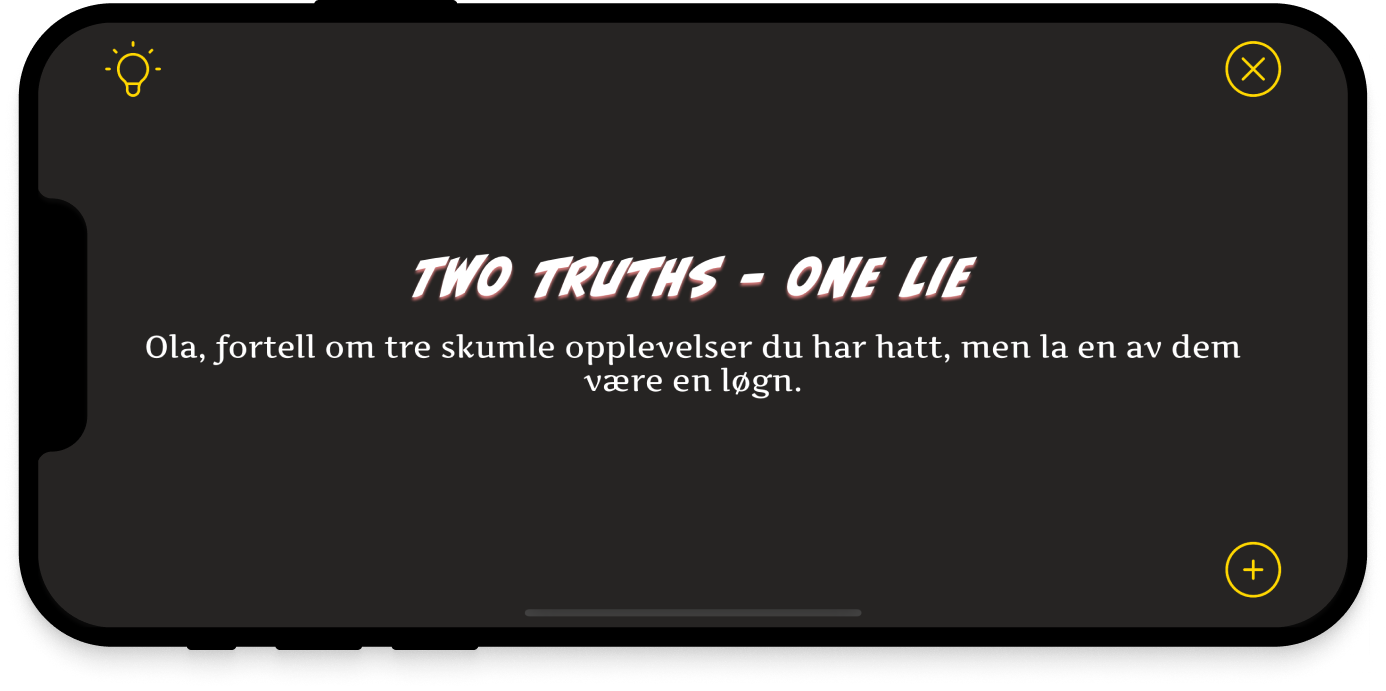 TWO TRUTHS - ONE LIE
Ola, fortell om tre skumle opplevelser du har hatt, men la en av dem
være en løgn.